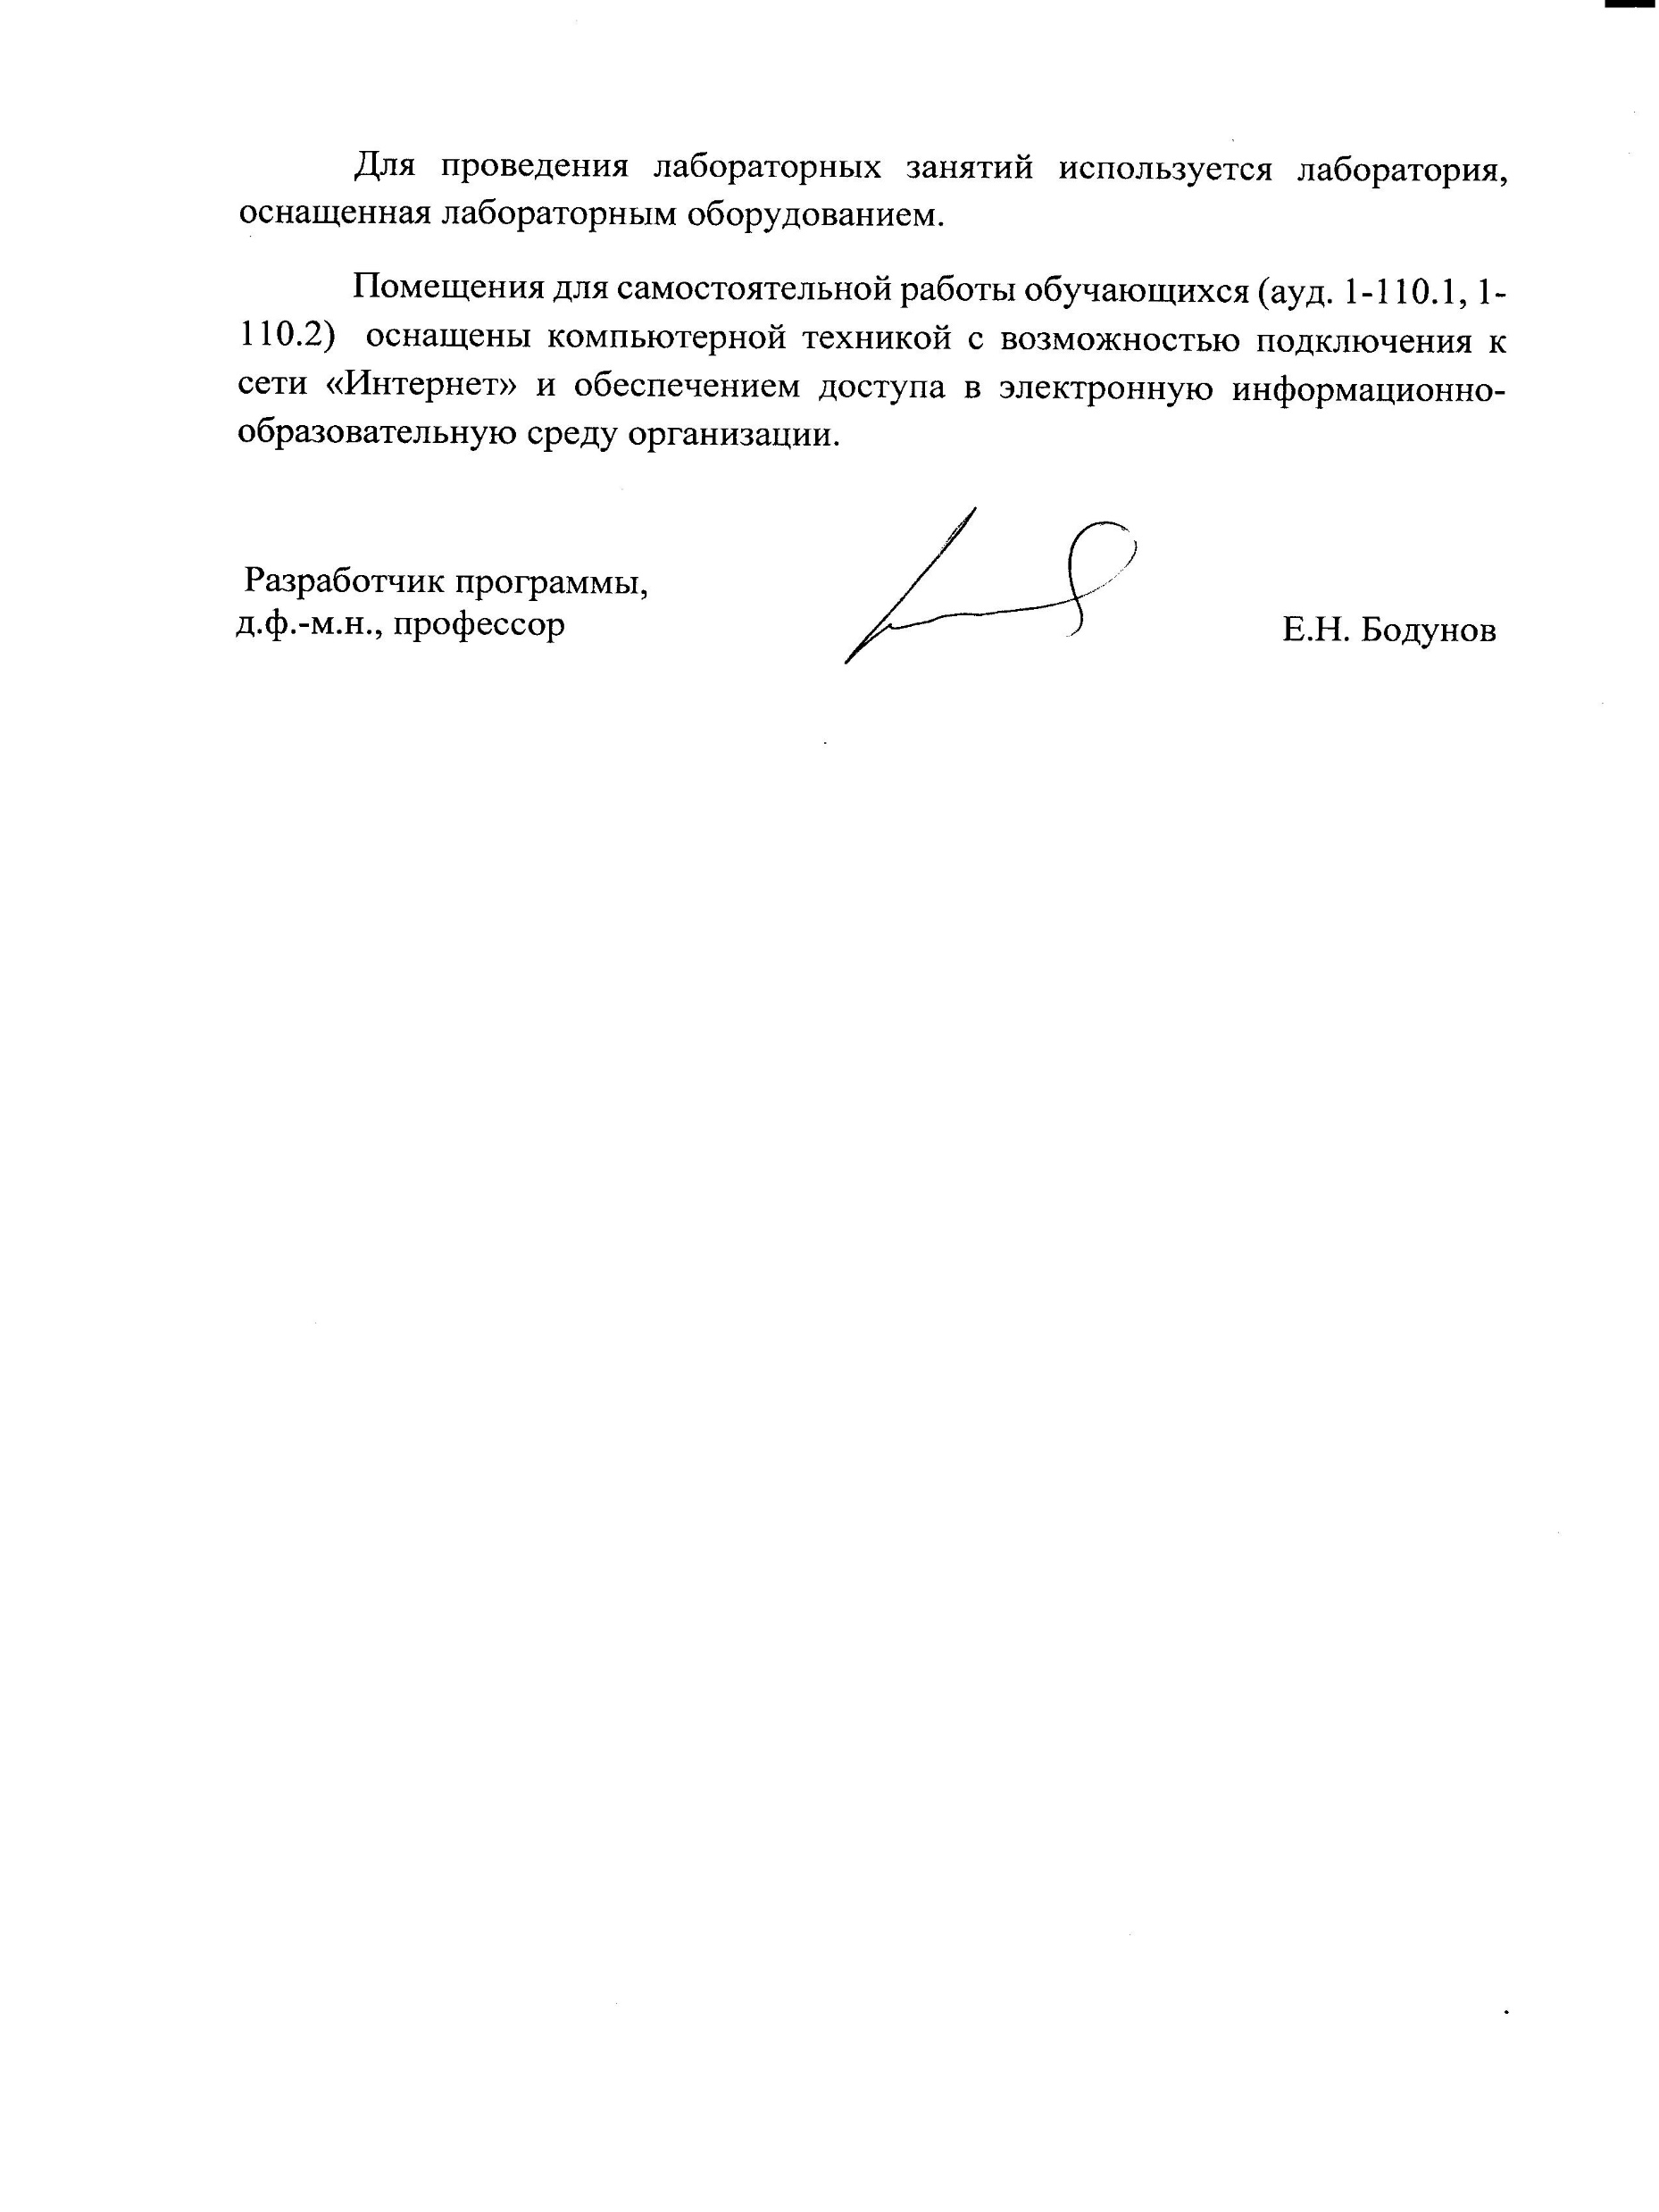 Для проведения лабораторных занятий используется лаборатория,
оснащенная лабораторным оборудованием.
Помещения для самостоятельной работы обучающихся (ауд. 1-110.1, 1-
110.2) оснащены компьютерной техникой с возможностью подключения к
сети «Интернет» и обеспечением доступа в электронную информационно-
образовательную среду организации.
Разработчик программы,
д.ф.-м.н., профессор
Е.Н. Бодунов